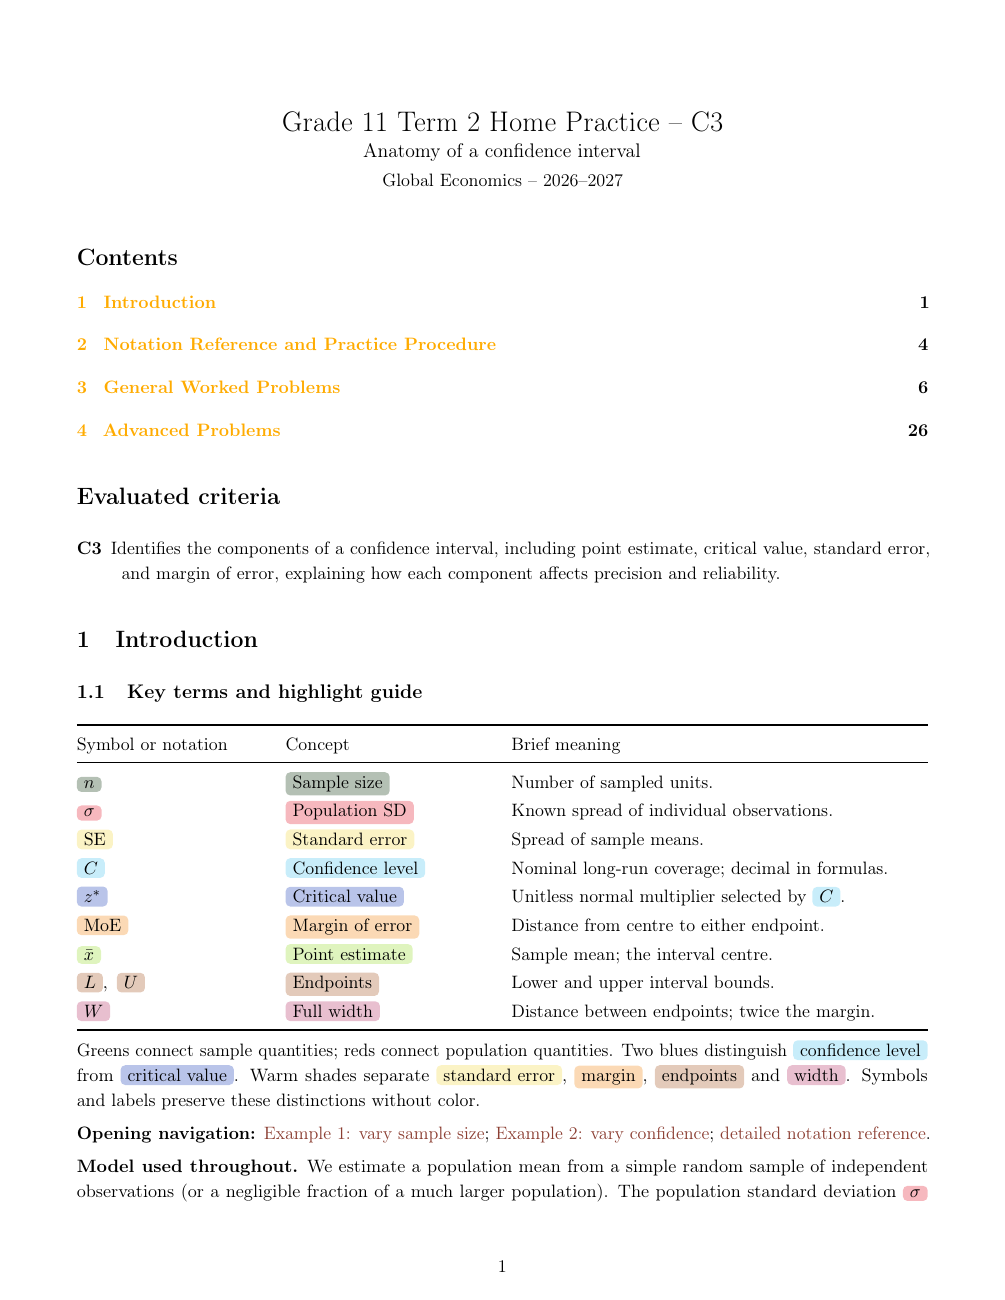 Grade 11 Term 2 Home Practice – C3
Anatomy of a confidence interval
Global Economics – 2026–2027
Contents
1 Introduction 1
2 Notation Reference and Practice Procedure 4
3 General Worked Problems 6
4 Advanced Problems 26
Evaluated criteria
C3 Identifies the components of a confidence interval, including point estimate, critical value, standard error,
and margin of error, explaining how each component affects precision and reliability.
1 Introduction
1.1 Key terms and highlight guide
Symbol or notation Concept Brief meaning
n Sample size Number of sampled units.
σ Population SD Known spread of individual observations.
SE Standard error Spread of sample means.
C Confidence level Nominal long-run coverage; decimal in formulas.
z* Critical value Unitless normal multiplier selected by C.
MoE Margin of error Distance from centre to either endpoint.
x̄ Point estimate Sample mean; the interval centre.
L, U Endpoints Lower and upper interval bounds.
W Full width Distance between endpoints; twice the margin.
Greens connect sample quantities; reds connect population quantities. Two blues distinguish confidence level
from critical value. Warm shades separate standard error, margin, endpoints and width. Symbols
and labels preserve these distinctions without color.
Opening navigation: Example 1: vary sample size; Example 2: vary confidence; detailed notation reference.
Model used throughout. We estimate a population mean from a simple random sample of independent
observations (or a negligible fraction of a much larger population). The population standard deviation σ
1